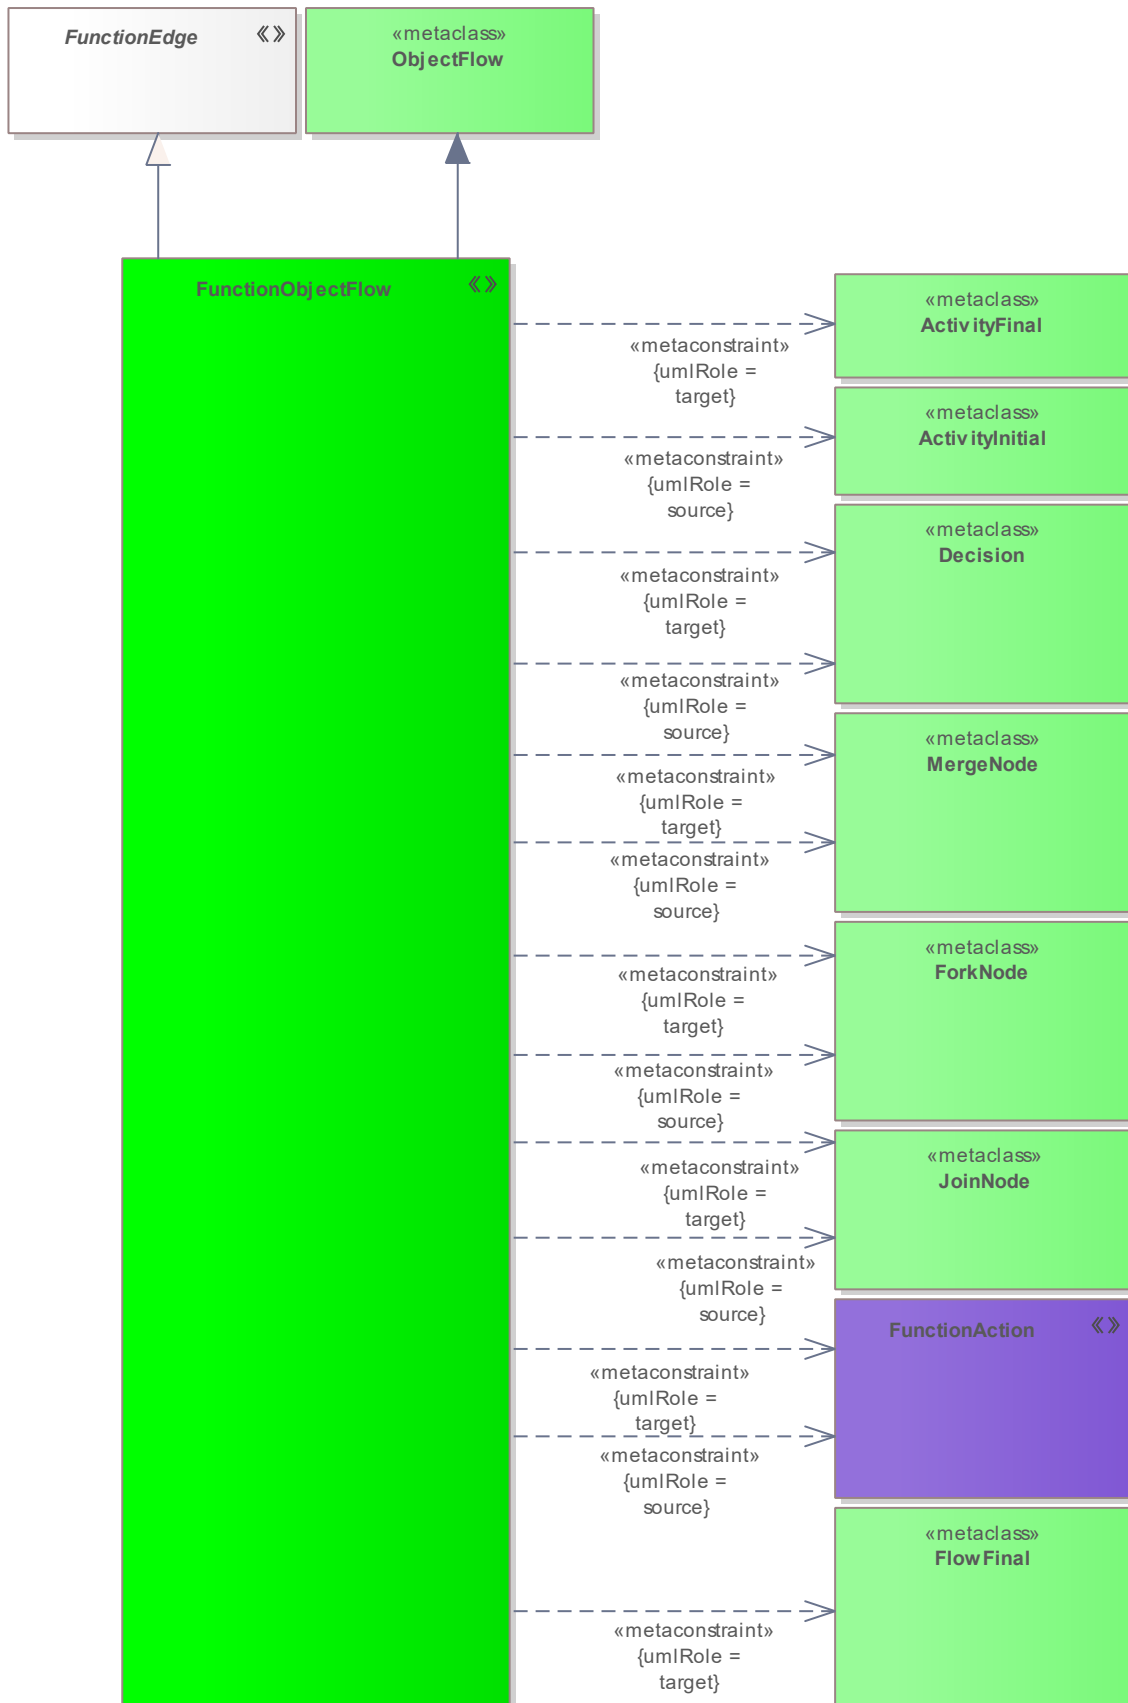 FunctionEdge
«»
«metaclass»
ObjectFlow
FunctionObjectFlow
«»
«metaclass»
ActivityFinal
«metaconstraint»
{umlRole =
target}
«metaclass»
ActivityInitial
«metaconstraint»
{umlRole =
source}
«metaclass»
Decision
«metaconstraint»
{umlRole =
target}
«metaconstraint»
{umlRole =
source}
«metaclass»
MergeNode
«metaconstraint»
{umlRole =
target}
«metaconstraint»
{umlRole =
source}
«metaclass»
ForkNode
«metaconstraint»
{umlRole =
target}
«metaconstraint»
{umlRole =
source}
«metaclass»
JoinNode
«metaconstraint»
{umlRole =
target}
«metaconstraint»
{umlRole =
source}
FunctionAction
«»
«metaconstraint»
{umlRole =
target}
«metaconstraint»
{umlRole =
source}
«metaclass»
FlowFinal
«metaconstraint»
{umlRole =
target}